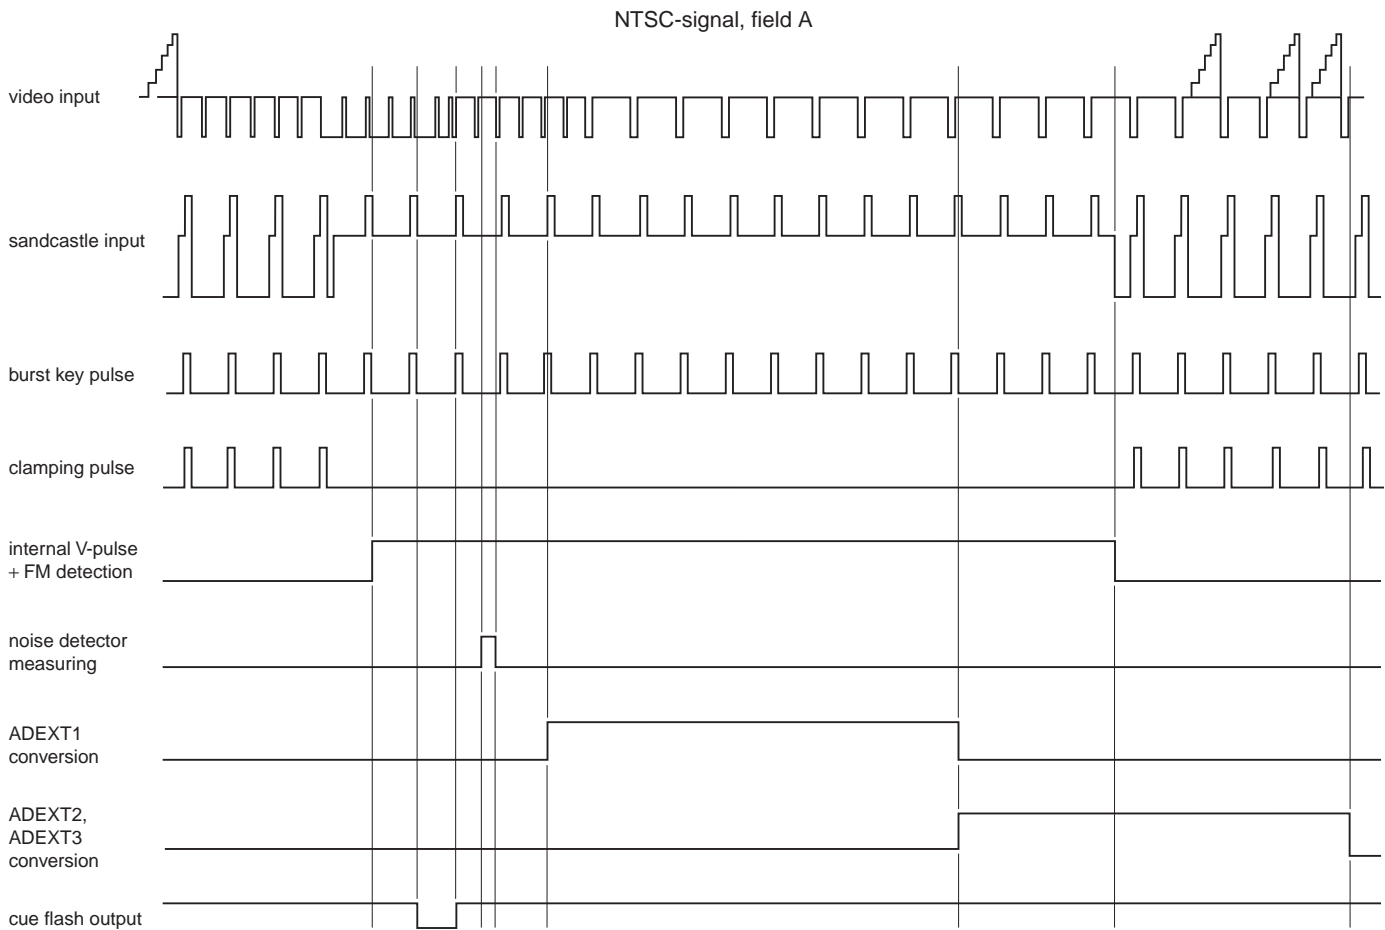 NTSC-signal, field A
video input
sandcastle input
burst key pulse
clamping pulse
internal V-pulse
+ FM detection
noise detector
measuring
ADEXT1
conversion
ADEXT2,
ADEXT3
conversion
cue flash output